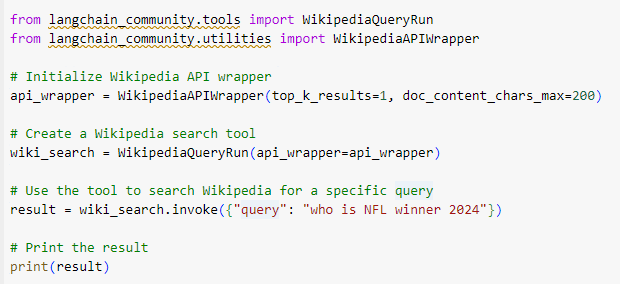 from langchain_community.tools import WikipediaQueryRun
from langchain_community.utilities import WikipediaAPIWrapper
# Initialize Wikipedia API wrapper
api_wrapper = WikipediaAPIWrapper(top_k_results=1, doc_content_chars_max=200)
# Create a Wikipedia search tool
wiki_search = WikipediaQueryRun(api_wrapper=api_wrapper)
# Use the tool to search Wikipedia for a specific query
result = wiki_search.invoke({"query": "who is NFL winner 2024"})
# Print the result
print(result)